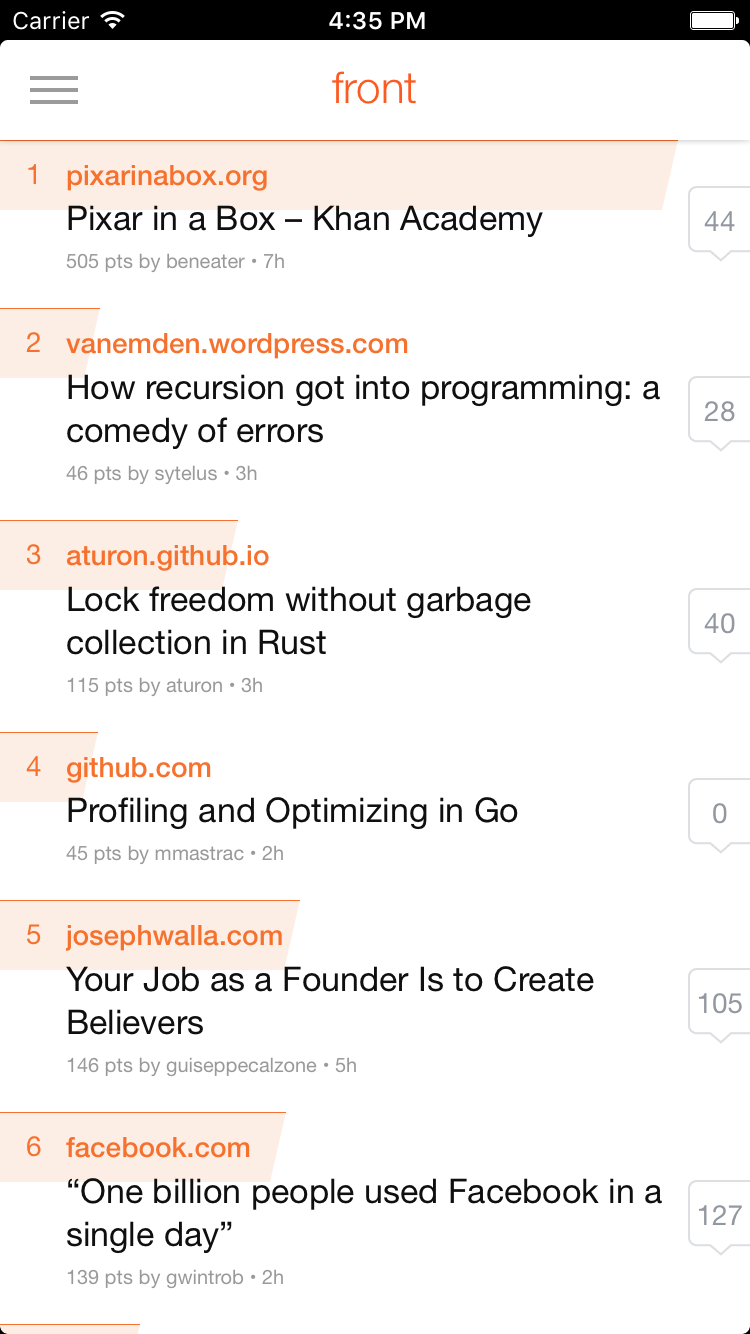 Carrier 4:35 PM
front
1 pixarinabox.org
Pixar in a Box – Khan Academy
44
505 pts by beneater • 7h
2 vanemden.wordpress.com
How recursion got into programming: a
comedy of errors
28
46 pts by sytelus • 3h
3 aturon.github.io
Lock freedom without garbage
collection in Rust
40
115 pts by aturon • 3h
4 github.com
Profiling and Optimizing in Go
0
45 pts by mmastrac • 2h
5 josephwalla.com
Your Job as a Founder Is to Create
Believers
105
146 pts by guiseppecalzone • 5h
6 facebook.com
“One billion people used Facebook in a
single day”
127
139 pts by gwintrob • 2h